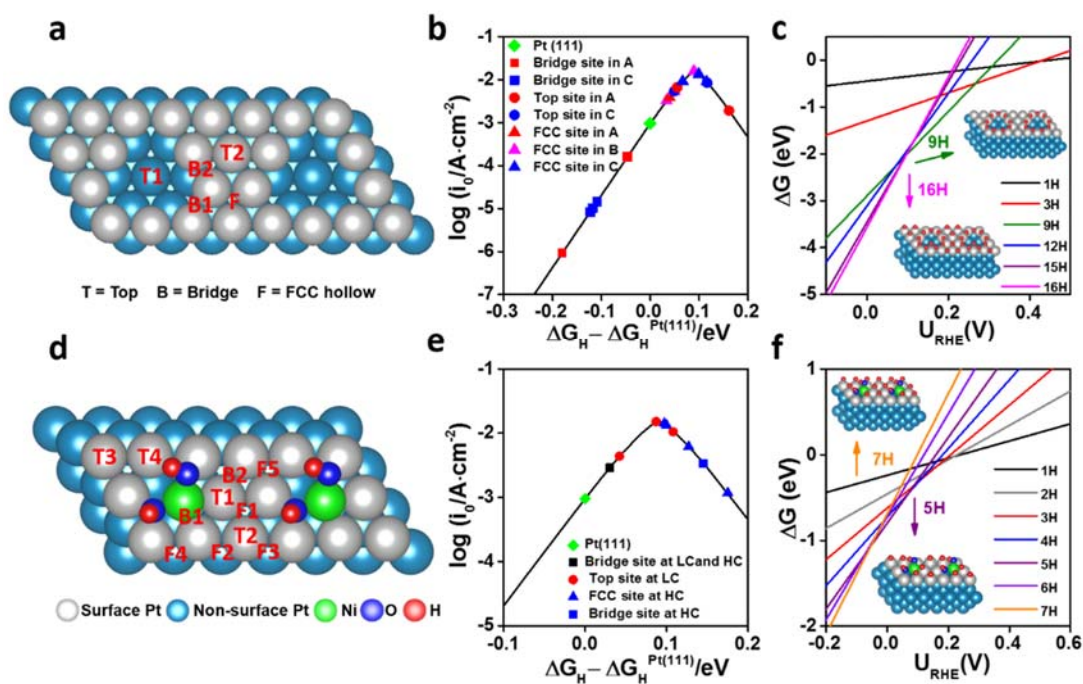 a
T1
B2
T2
B1
F
T = Top B = Bridge F = FCC hollow
b
log (i0/A·cm-2)
-1
-2
-3
-4
-5
-6
-7
Pt (111)
Bridge site in A
Bridge site in C
Top site in A
Top site in C
FCC site in A
FCC site in B
FCC site in C
-0.3 -0.2 -0.1 0.0 0.1 0.2
ΔGH − ΔGH Pt(111)/eV
c
ΔG (eV)
0
-1
-2
-3
-4
-5
9H
16H
1H
3H
9H
12H
15H
16H
0.0 0.2 0.4
URHE(V)
d
T3
T4
B2
F5
T1
B1
F1
T2
F4
F2
F3
Surface Pt Non-surface Pt Ni O H
e
log (i0/A·cm-2)
-1
-2
-3
-4
-5
Pt(111)
Bridge site at LCand HC
Top site at LC
FCC site at HC
Bridge site at HC
-0.1 0.0 0.1 0.2
ΔGH − ΔGH Pt(111)/eV
f
ΔG (eV)
1
0
-1
-2
7H
5H
1H
2H
3H
4H
5H
6H
7H
-0.2 0.0 0.2 0.4 0.6
URHE(V)